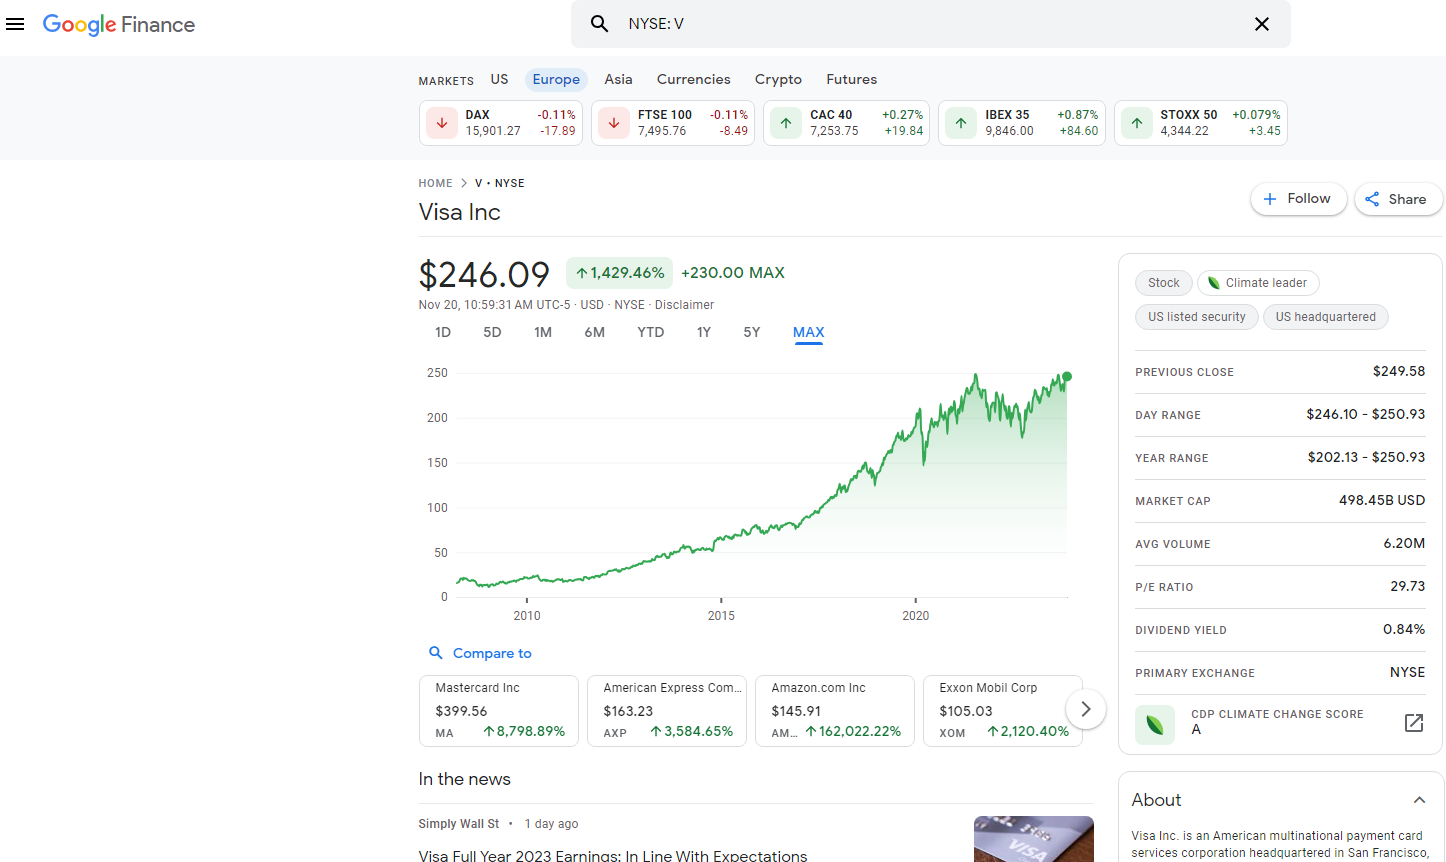 Google Finance
NYSE: V
MARKETS US Europe Asia Currencies Crypto Futures
DAX -0.11%
15,901.27 -17.89
FTSE 100 -0.11%
7,495.76 -8.49
CAC 40 +0.27%
7,253.75 +19.84
IBEX 35 +0.87%
9,846.00 +84.60
STOXX 50 +0.079%
4,344.22 +3.45
HOME > V • NYSE
Visa Inc
Follow
Share
$246.09 ↑1,429.46% +230.00 MAX
Nov 20, 10:59:31 AM UTC-5 · USD · NYSE · Disclaimer
1D 5D 1M 6M YTD 1Y 5Y MAX
250
200
150
100
50
0
2010 2015 2020
Compare to
Mastercard Inc
$399.56
MA ↑8,798.89%
American Express Com...
$163.23
AXP ↑3,584.65%
Amazon.com Inc
$145.91
AM... ↑162,022.22%
Exxon Mobil Corp
$105.03
XOM ↑2,120.40%
In the news
Simply Wall St • 1 day ago
Visa Full Year 2023 Earnings: In Line With Expectations
VISA
Stock Climate leader
US listed security US headquartered
PREVIOUS CLOSE $249.58
DAY RANGE $246.10 - $250.93
YEAR RANGE $202.13 - $250.93
MARKET CAP 498.45B USD
AVG VOLUME 6.20M
P/E RATIO 29.73
DIVIDEND YIELD 0.84%
PRIMARY EXCHANGE NYSE
CDP CLIMATE CHANGE SCORE
A
About
Visa Inc. is an American multinational payment card
services corporation headquartered in San Francisco,